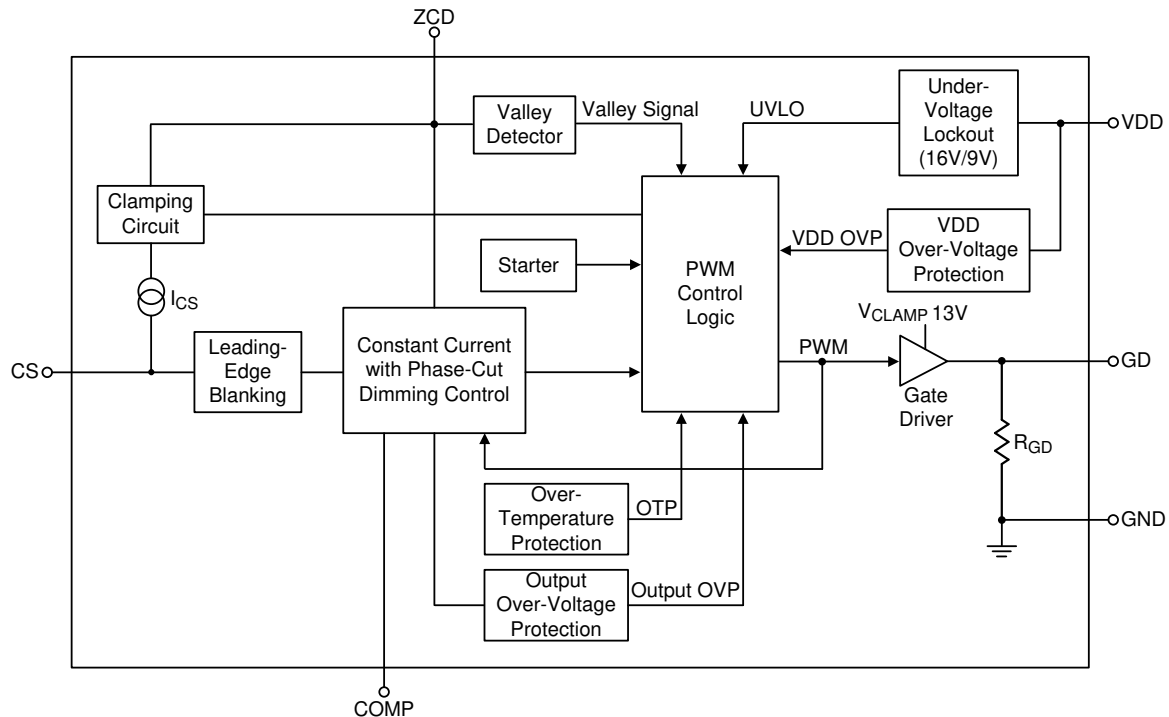 ZCD
Valley
Detector
Valley Signal
UVLO
Under-
Voltage
Lockout
(16V/9V)
VDD
Clamping
Circuit
Starter
PWM
Control
Logic
VDD OVP
VDD
Over-Voltage
Protection
ICS
CS
Leading-
Edge
Blanking
Constant Current
with Phase-Cut
Dimming Control
PWM
VCLAMP 13V
Gate
Driver
GD
RGD
Over-
Temperature
Protection
OTP
GND
Output
Over-Voltage
Protection
Output OVP
COMP